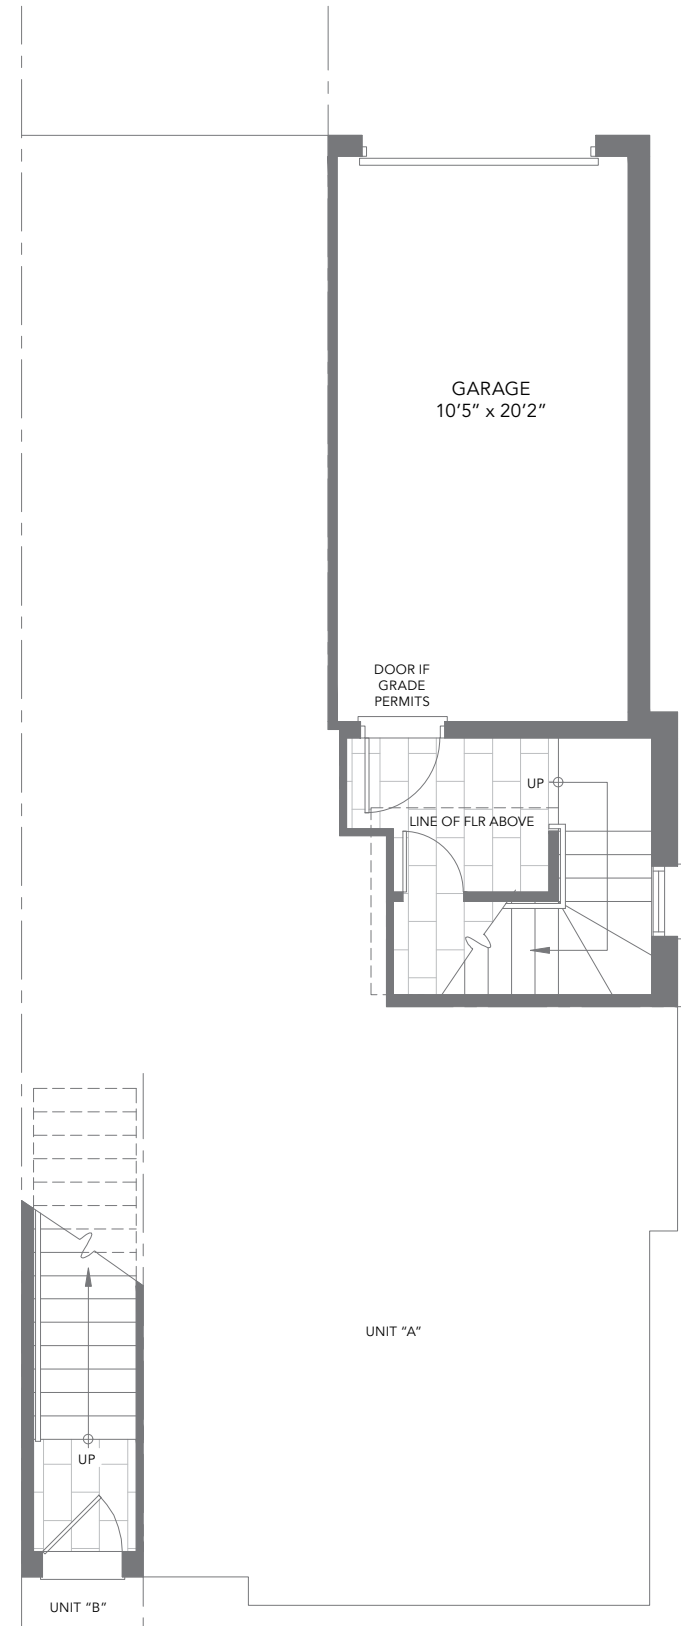 GARAGE
10’5” x 20’2”
DOOR IF
GRADE
PERMITS
UP
LINE OF FLR ABOVE
UNIT “A”
UP
UNIT “B”